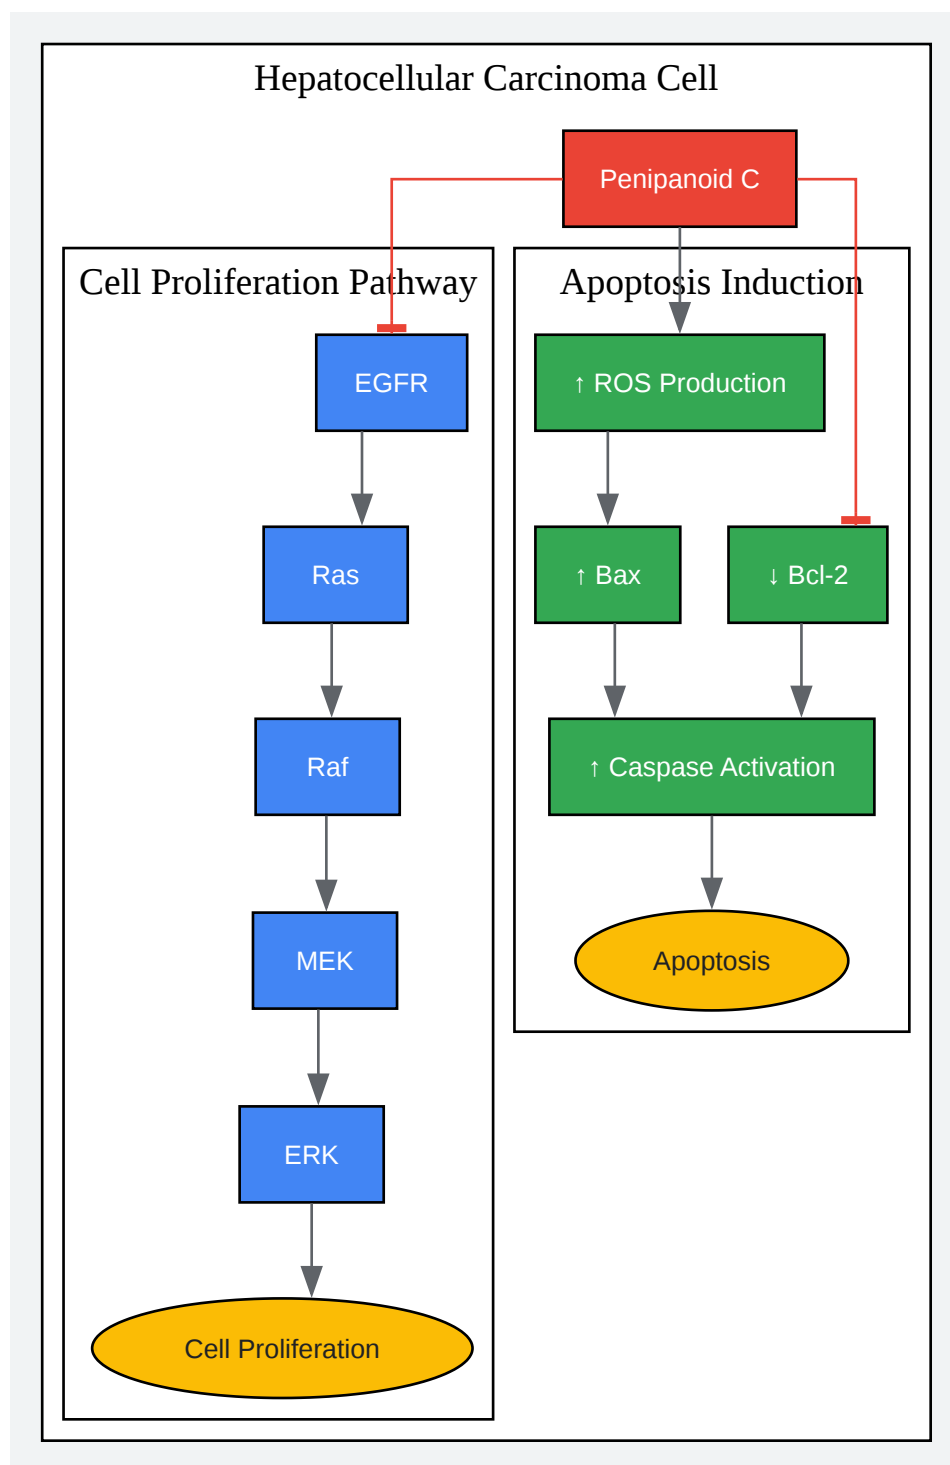 Hepatocellular Carcinoma Cell
Penipanoid C
Cell Proliferation Pathway
EGFR
Ras
Raf
MEK
ERK
Cell Proliferation
Apoptosis Induction
↑ ROS Production
↑ Bax
↓ Bcl-2
↑ Caspase Activation
Apoptosis